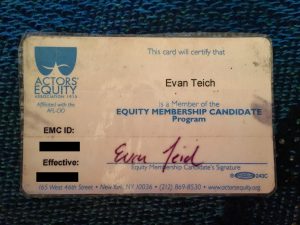 This card will certify that
ACTORS'
EQUITY
ASSOCIATION 1913
Affiliated with the
AFL-CIO
Evan Teich
is a Member of the
EQUITY MEMBERSHIP CANDIDATE
Program
EMC ID:
Effective:
Evan Teich
Equity Membership Candidate's Signature
165 West 46th Street • New York, NY 10036 • (212) 869-8530 • www.actorsequity.org